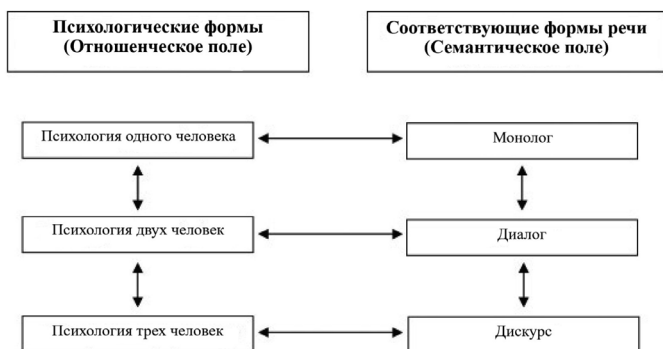 Психологические формы
(Отношенческое поле)
Соответствующие формы речи
(Семантическое поле)
Психология одного человека
Монолог
Психология двух человек
Диалог
Психология трех человек
Дискурс